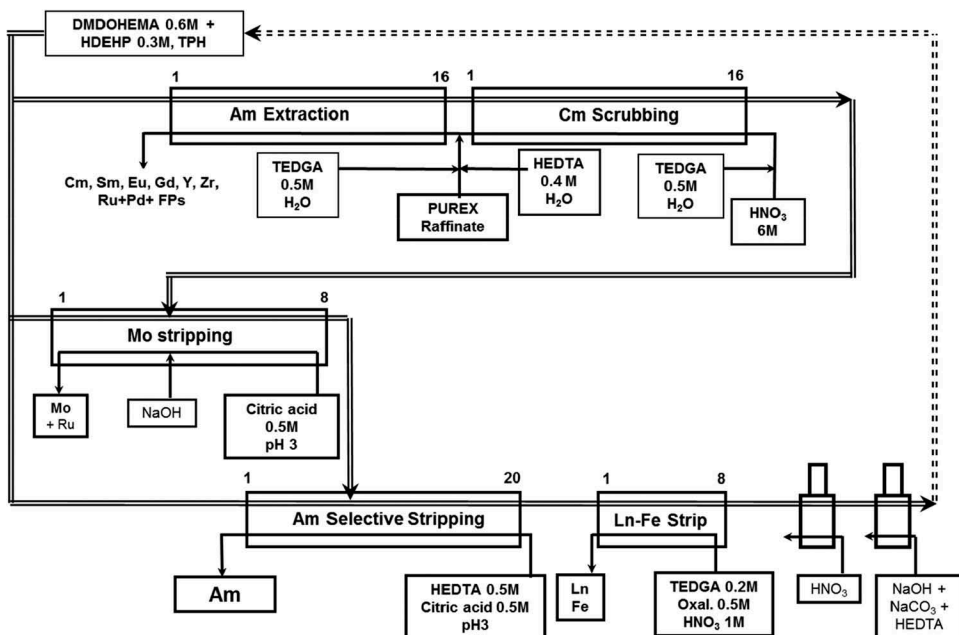 DMDOHEMA 0.6M +
HDEHP 0.3M, TPH
1
16
1
16
Am Extraction
Cm Scrubbing
Cm, Sm, Eu, Gd, Y, Zr,
Ru+Pd+ FPs
TEDGA
0.5M
H₂O
PUREX
Raffinate
HEDTA
0.4 M
H₂O
TEDGA
0.5M
H₂O
HNO₃
6M
1
8
Mo stripping
Mo
+ Ru
NaOH
Citric acid
0.5M
pH 3
1
20
1
8
Am Selective Stripping
Ln-Fe Strip
Am
HEDTA 0.5M
Citric acid 0.5M
pH3
Ln
Fe
TEDGA 0.2M
Oxal. 0.5M
HNO₃ 1M
HNO₃
NaOH +
NaCO₃ +
HEDTA